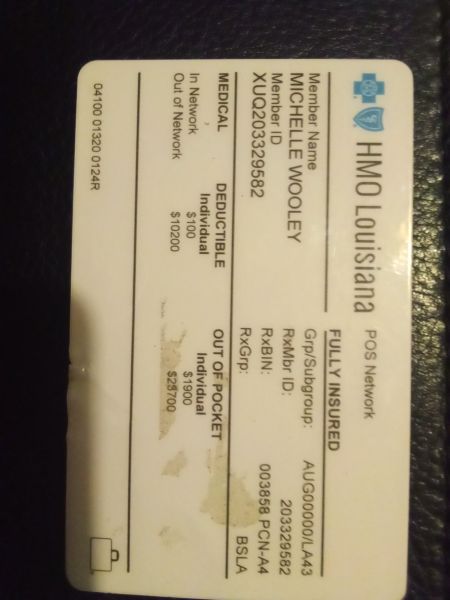 HMO Louisiana
POS Network
Member Name
MICHELLE WOOLEY
Member ID
XUQ203329582
FULLY INSURED
Grp/Subgroup: AUG00000/LA43
RxMbr ID: 203329582
RxBIN: 003858 PCN-A4
RxGrp: BSLA
MEDICAL DEDUCTIBLE OUT OF POCKET
Individual Individual
In Network $100 $1900
Out of Network $10200 $25700
04100 01320 0124R